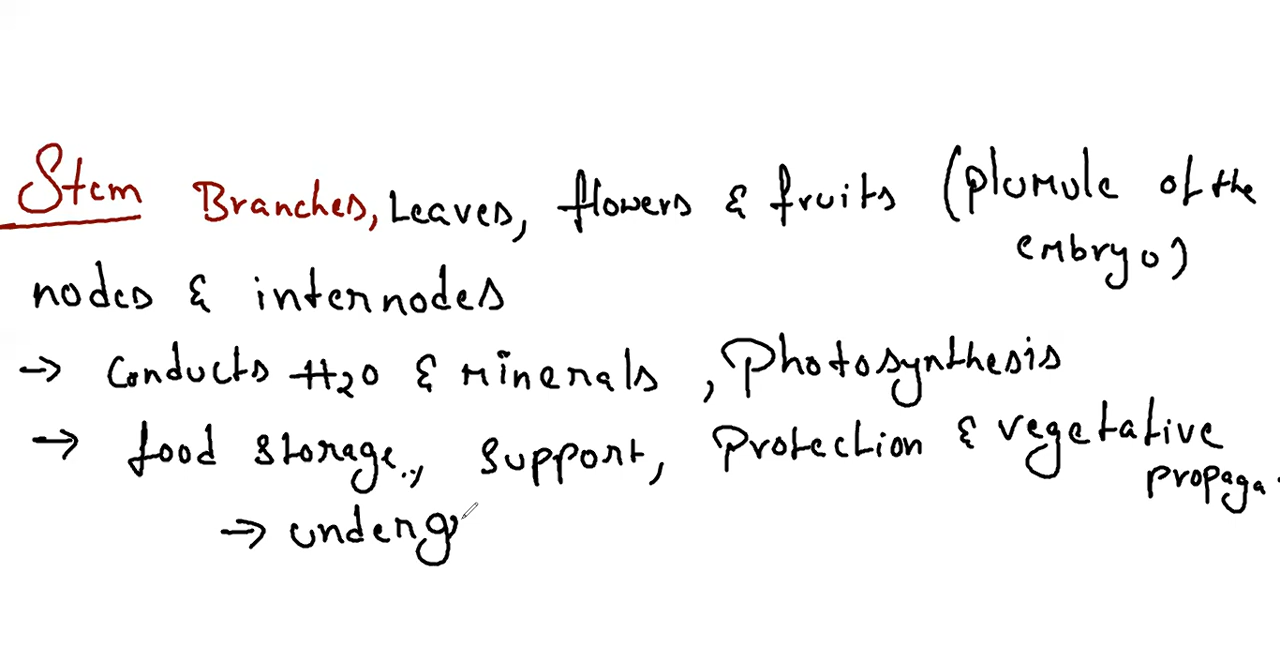 Stem Branches, Leaves, flowers & fruits (plumule of the
embryo)
nodes & internodes
→ conducts H2O & minerals, Photosynthesis
→ food storage., support, protection & vegetative
propaga
→ underg